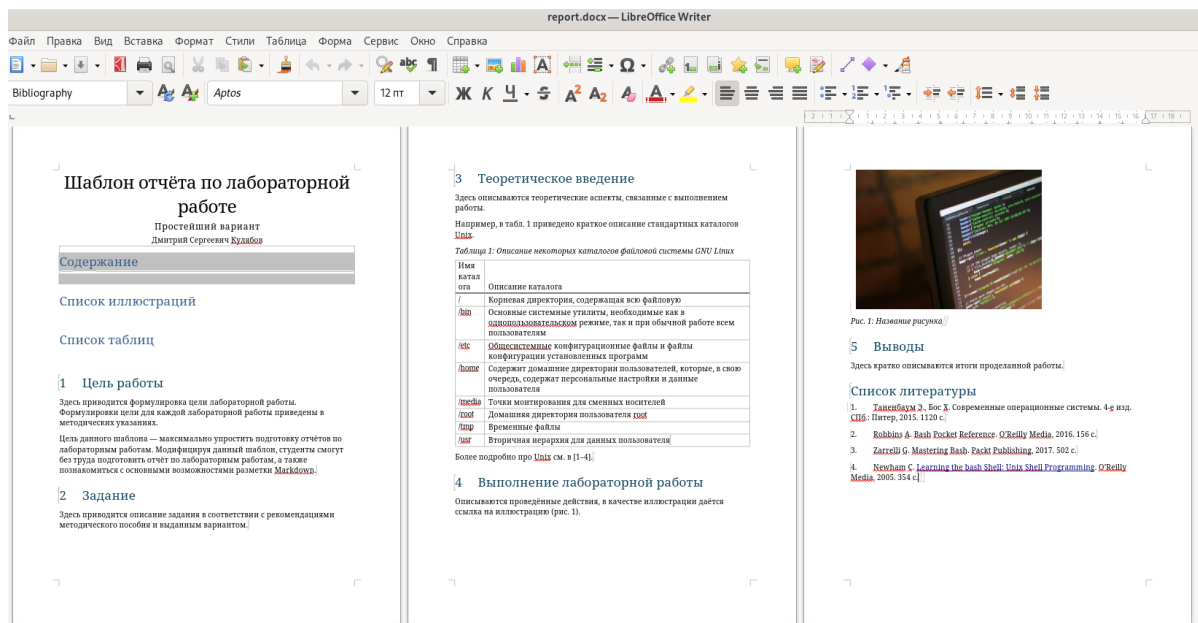 report.docx — LibreOffice Writer
Файл Правка Вид Вставка Формат Стили Таблица Форма Сервис Окно Справка
Bibliography Aptos 12 пт
Шаблон отчёта по лабораторной
работе
Простейший вариант
Дмитрий Сергеевич Кулябов
Содержание
Список иллюстраций
Список таблиц
1 Цель работы
Здесь приводится формулировка цели лабораторной работы.
Формулировки цели для каждой лабораторной работы приведены в
методических указаниях.
Цель данного шаблона — максимально упростить подготовку отчётов по
лабораторным работам. Модифицируя данный шаблон, студенты смогут
без труда подготовить отчёт по лабораторным работам, а также
познакомиться с основными возможностями разметки Markdown.
2 Задание
Здесь приводится описание задания в соответствии с рекомендациями
методического пособия и выданным вариантом.
3 Теоретическое введение
Здесь описываются теоретические аспекты, связанные с выполнением
работы.
Например, в табл. 1 приведено краткое описание стандартных каталогов
Unix.
Таблица 1: Описание некоторых каталогов файловой системы GNU Linux
Имя
катал
ога Описание каталога
/ Корневая директория, содержащая всю файловую
/bin Основные системные утилиты, необходимые как в
однопользовательском режиме, так и при обычной работе всем
пользователям
/etc Общесистемные конфигурационные файлы и файлы
конфигурации установленных программ
/home Содержит домашние директории пользователей, которые, в свою
очередь, содержат персональные настройки и данные
пользователя
/media Точки монтирования для сменных носителей
/root Домашняя директория пользователя root
/tmp Временные файлы
/usr Вторичная иерархия для данных пользователя
Более подробно про Unix см. в [1–4].
4 Выполнение лабораторной работы
Описываются проведённые действия, в качестве иллюстрации даётся
ссылка на иллюстрацию (рис. 1).
Рис. 1: Название рисунка
5 Выводы
Здесь кратко описываются итоги проделанной работы.
Список литературы
1. Таненбаум Э., Бос Х. Современные операционные системы. 4-е изд.
СПб.: Питер, 2015. 1120 с.
2. Robbins A. Bash Pocket Reference. O'Reilly Media, 2016. 156 с.
3. Zarrelli G. Mastering Bash. Packt Publishing, 2017. 502 с.
4. Newham C. Learning the bash Shell: Unix Shell Programming. O'Reilly
Media, 2005. 354 с.